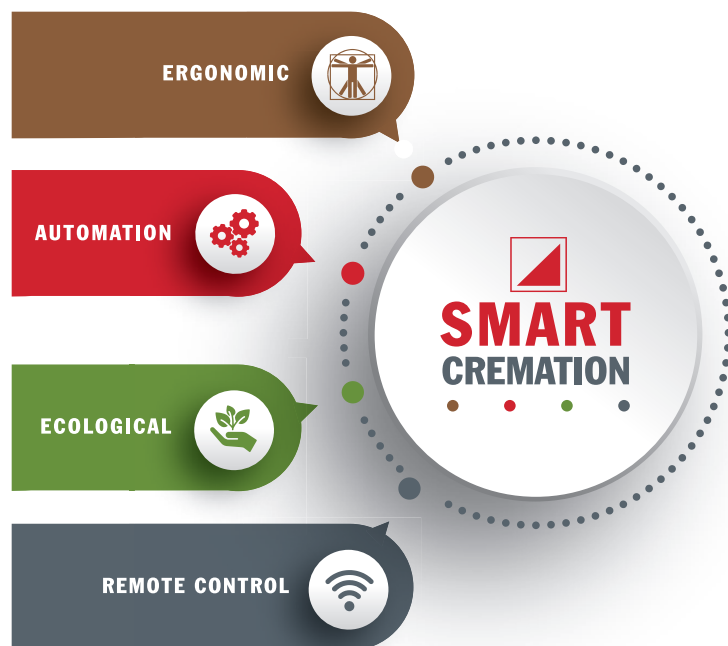 ERGONOMIC
AUTOMATION
SMART
CREMATION
ECOLOGICAL
REMOTE CONTROL